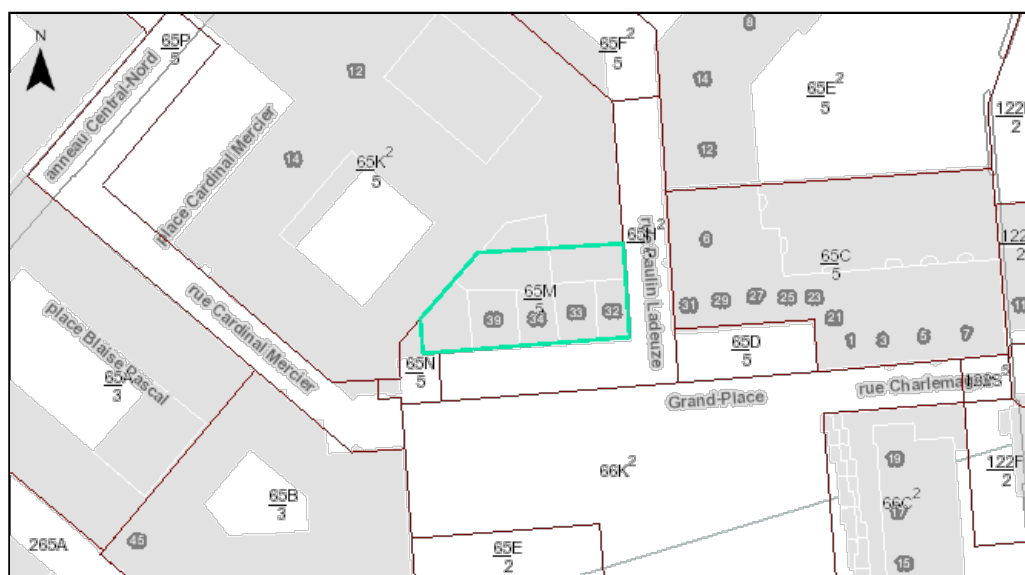 N
65P
5
65F²
5
8
12
14
65E²
5
anneau Central-Nord
122
2
place Cardinal Mercier
14
65K²
5
12
65H²
rue Paulin Ladeuze
6
65C
5
122
2
65M
5
39
34
33
32
31
29
27
25
23
21
1
3
5
7
11
rue Cardinal Mercier
place Blaise Pascal
65N
5
65D
5
65A
3
Grand-Place
rue Charlemagne
66K²
19
122F
2
65B
3
66C²
17
45
265A
65E
2
15